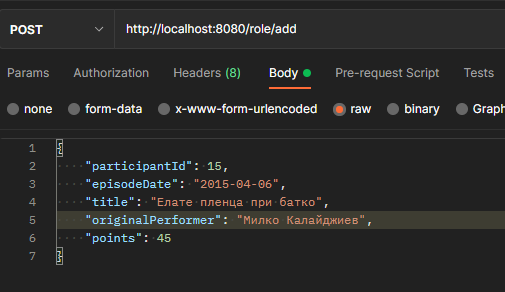 POST http://localhost:8080/role/add
Params Authorization Headers (8) Body Pre-request Script Tests
none form-data x-www-form-urlencoded raw binary Graph
1 {
2 "participantId": 15,
3 "episodeDate": "2015-04-06",
4 "title": "Елате пленца при батко",
5 "originalPerformer": "Милко Калайджиев",
6 "points": 45
7 }